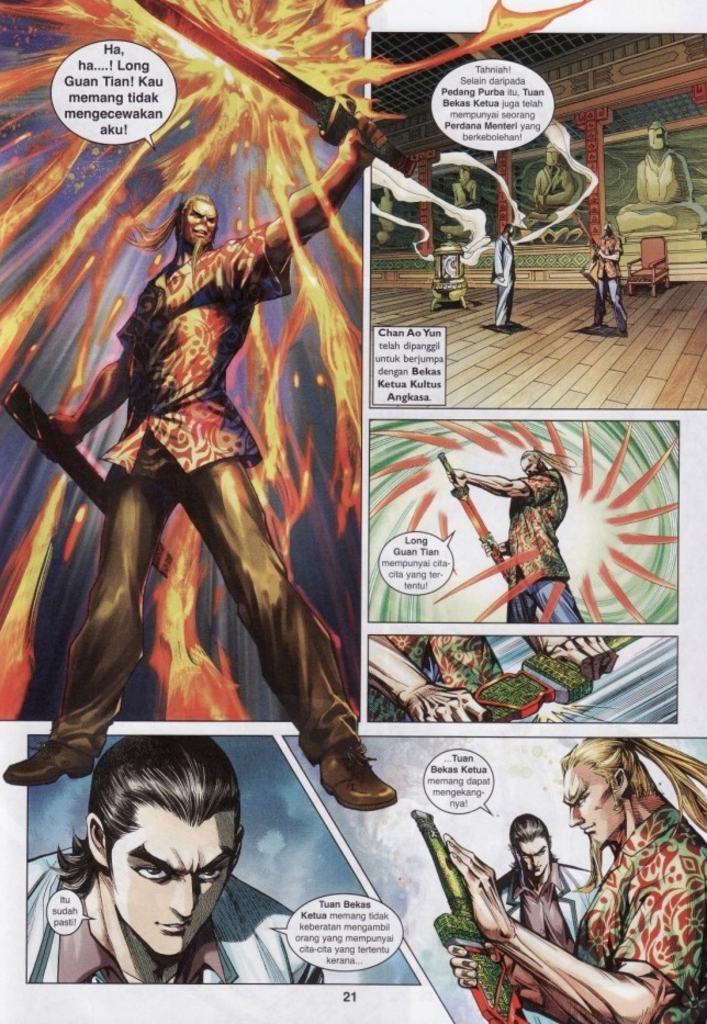 Ha,
ha....! Long
Guan Tian! Kau
memang tidak
mengecewakan
aku!
Tahniah!
Selain daripada
Pedang Purba itu, Tuan
Bekas Ketua juga telah
mempunyai seorang
Perdana Menteri yang
berkebolehan!
Chan Ao Yun
telah dipanggil
untuk berjumpa
dengan Bekas
Ketua Kultus
Angkasa.
Long
Guan Tian
mempunyai cita-
cita yang ter-
tentu!
Itu
sudah
pasti!
Tuan Bekas
Ketua memang tidak
keberatan mengambil
orang yang mempunyai
cita-cita yang tertentu
kerana...
...Tuan
Bekas Ketua
memang dapat
mengekang-
nya!
21